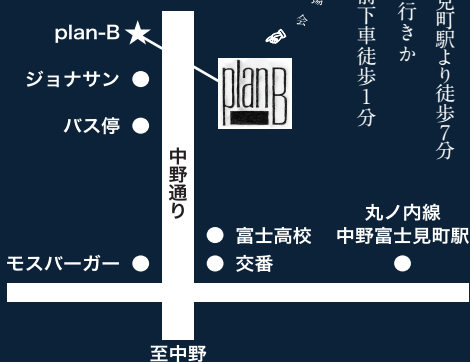 見町駅より徒歩7分
行きか
前下車徒歩1分
会
plan-B
planB
ジョナサン
バス停
中野通り
丸ノ内線
富士高校
中野富士見町駅
モスバーガー
交番
至中野